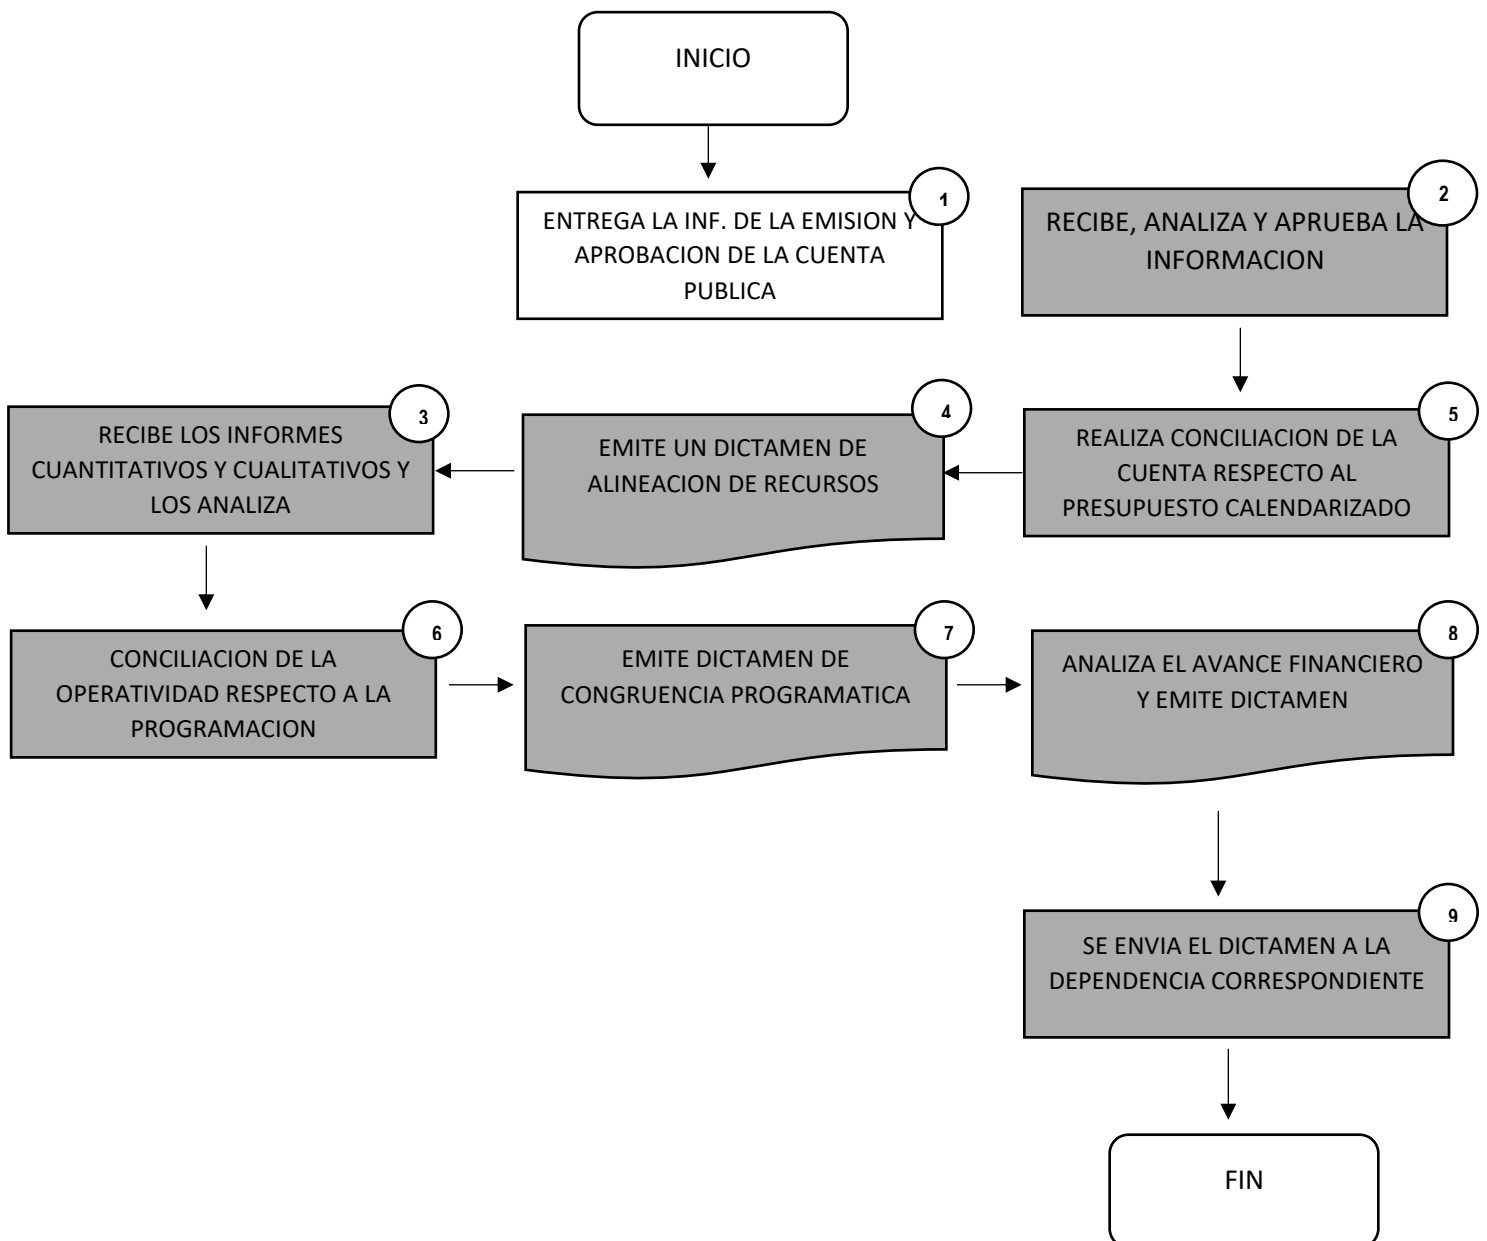 INICIO
1
ENTREGA LA INF. DE LA EMISION Y
APROBACION DE LA CUENTA
PUBLICA
2
RECIBE, ANALIZA Y APRUEBA LA
INFORMACION
3
RECIBE LOS INFORMES
CUANTITATIVOS Y CUALITATIVOS Y
LOS ANALIZA
4
EMITE UN DICTAMEN DE
ALINEACION DE RECURSOS
5
REALIZA CONCILIACION DE LA
CUENTA RESPECTO AL
PRESUPUESTO CALENDARIZADO
6
CONCILIACION DE LA
OPERATIVIDAD RESPECTO A LA
PROGRAMACION
7
EMITE DICTAMEN DE
CONGRUENCIA PROGRAMATICA
8
ANALIZA EL AVANCE FINANCIERO
Y EMITE DICTAMEN
9
SE ENVIA EL DICTAMEN A LA
DEPENDENCIA CORRESPONDIENTE
FIN